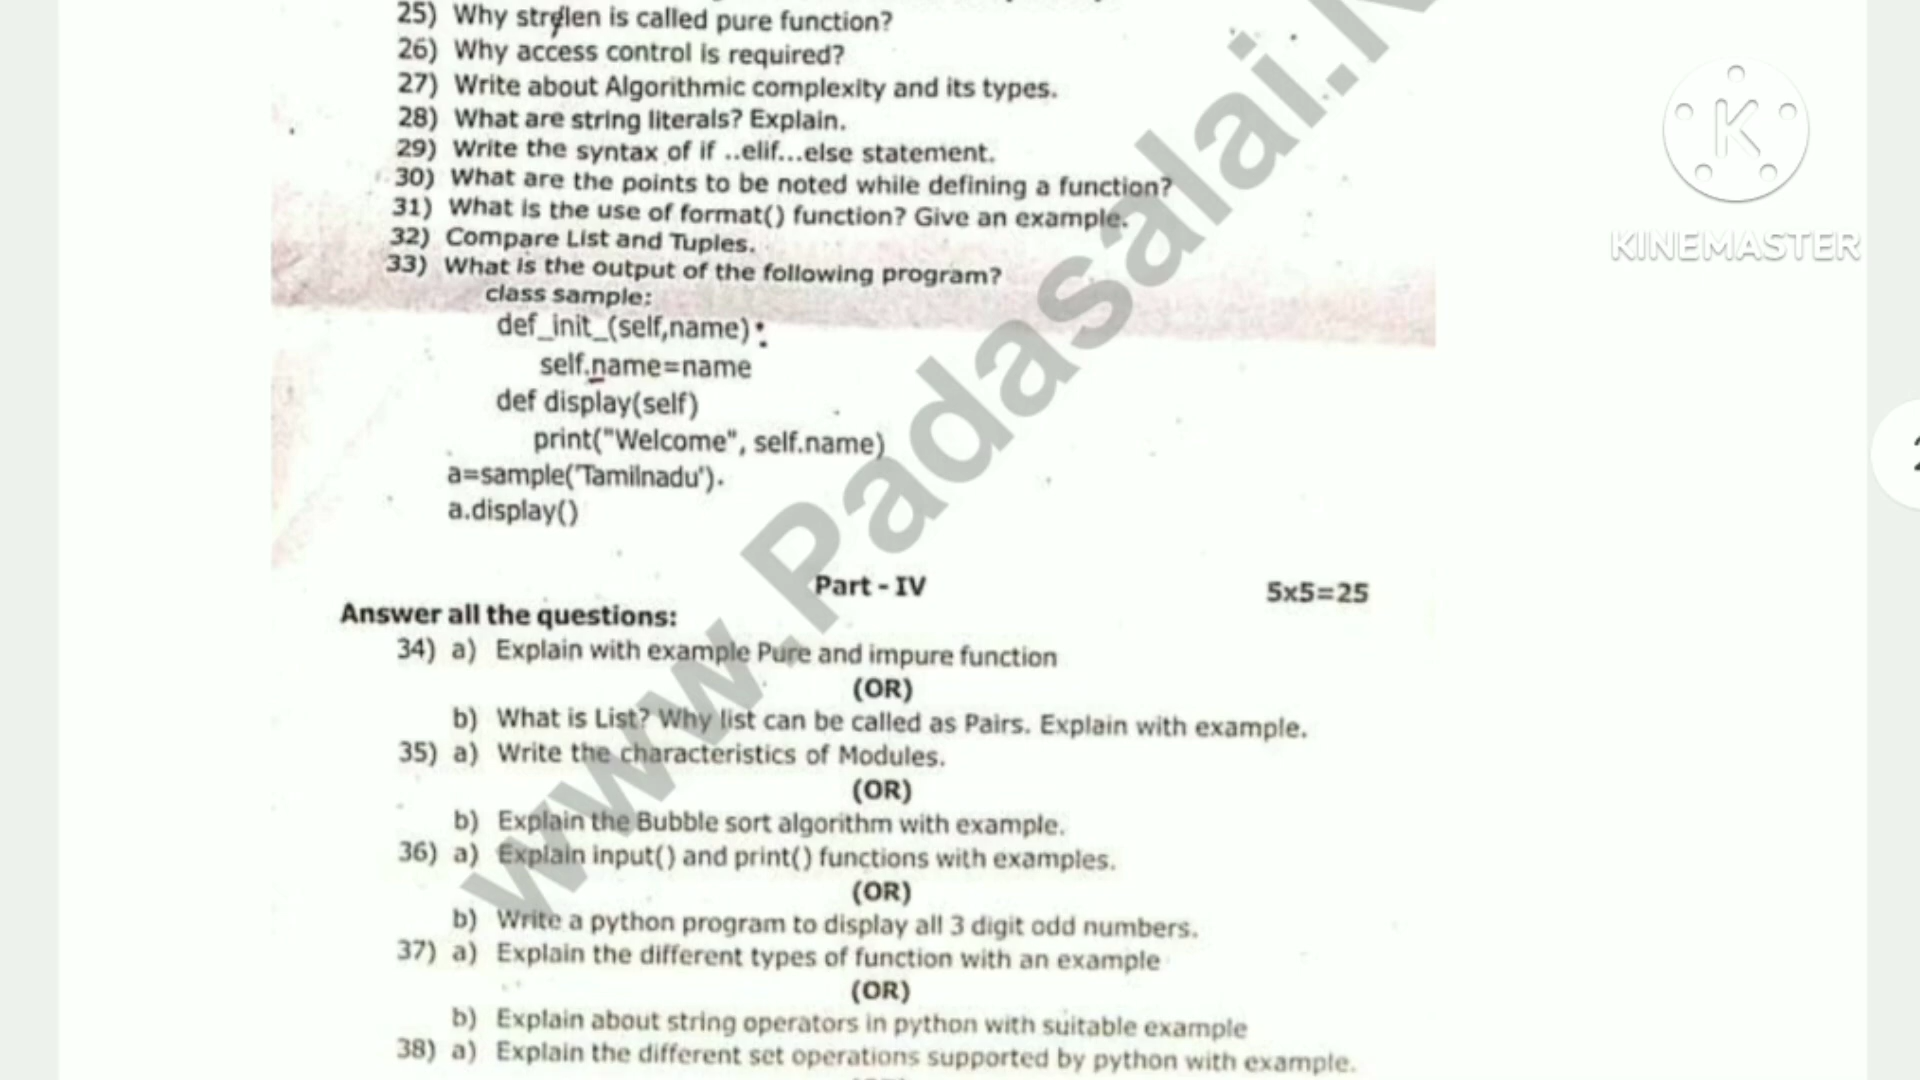 25) Why strlen is called pure function?
26) Why access control is required?
27) Write about Algorithmic complexity and its types.
28) What are string literals? Explain.
29) Write the syntax of if ..elif...else statement.
30) What are the points to be noted while defining a function?
31) What is the use of format() function? Give an example.
32) Compare List and Tuples.
33) What is the output of the following program?
class sample:
def_init_(self,name):
self.name=name
def display(self)
print("Welcome", self.name)
a=sample('Tamilnadu').
a.display()
Part - IV 5x5=25
Answer all the questions:
34) a) Explain with example Pure and impure function
(OR)
b) What is List? Why list can be called as Pairs. Explain with example.
35) a) Write the characteristics of Modules.
(OR)
b) Explain the Bubble sort algorithm with example.
36) a) Explain input() and print() functions with examples.
(OR)
b) Write a python program to display all 3 digit odd numbers.
37) a) Explain the different types of function with an example
(OR)
b) Explain about string operators in python with suitable example
38) a) Explain the different set operations supported by python with example.
www.Padasalai.N
K
KINEMASTER